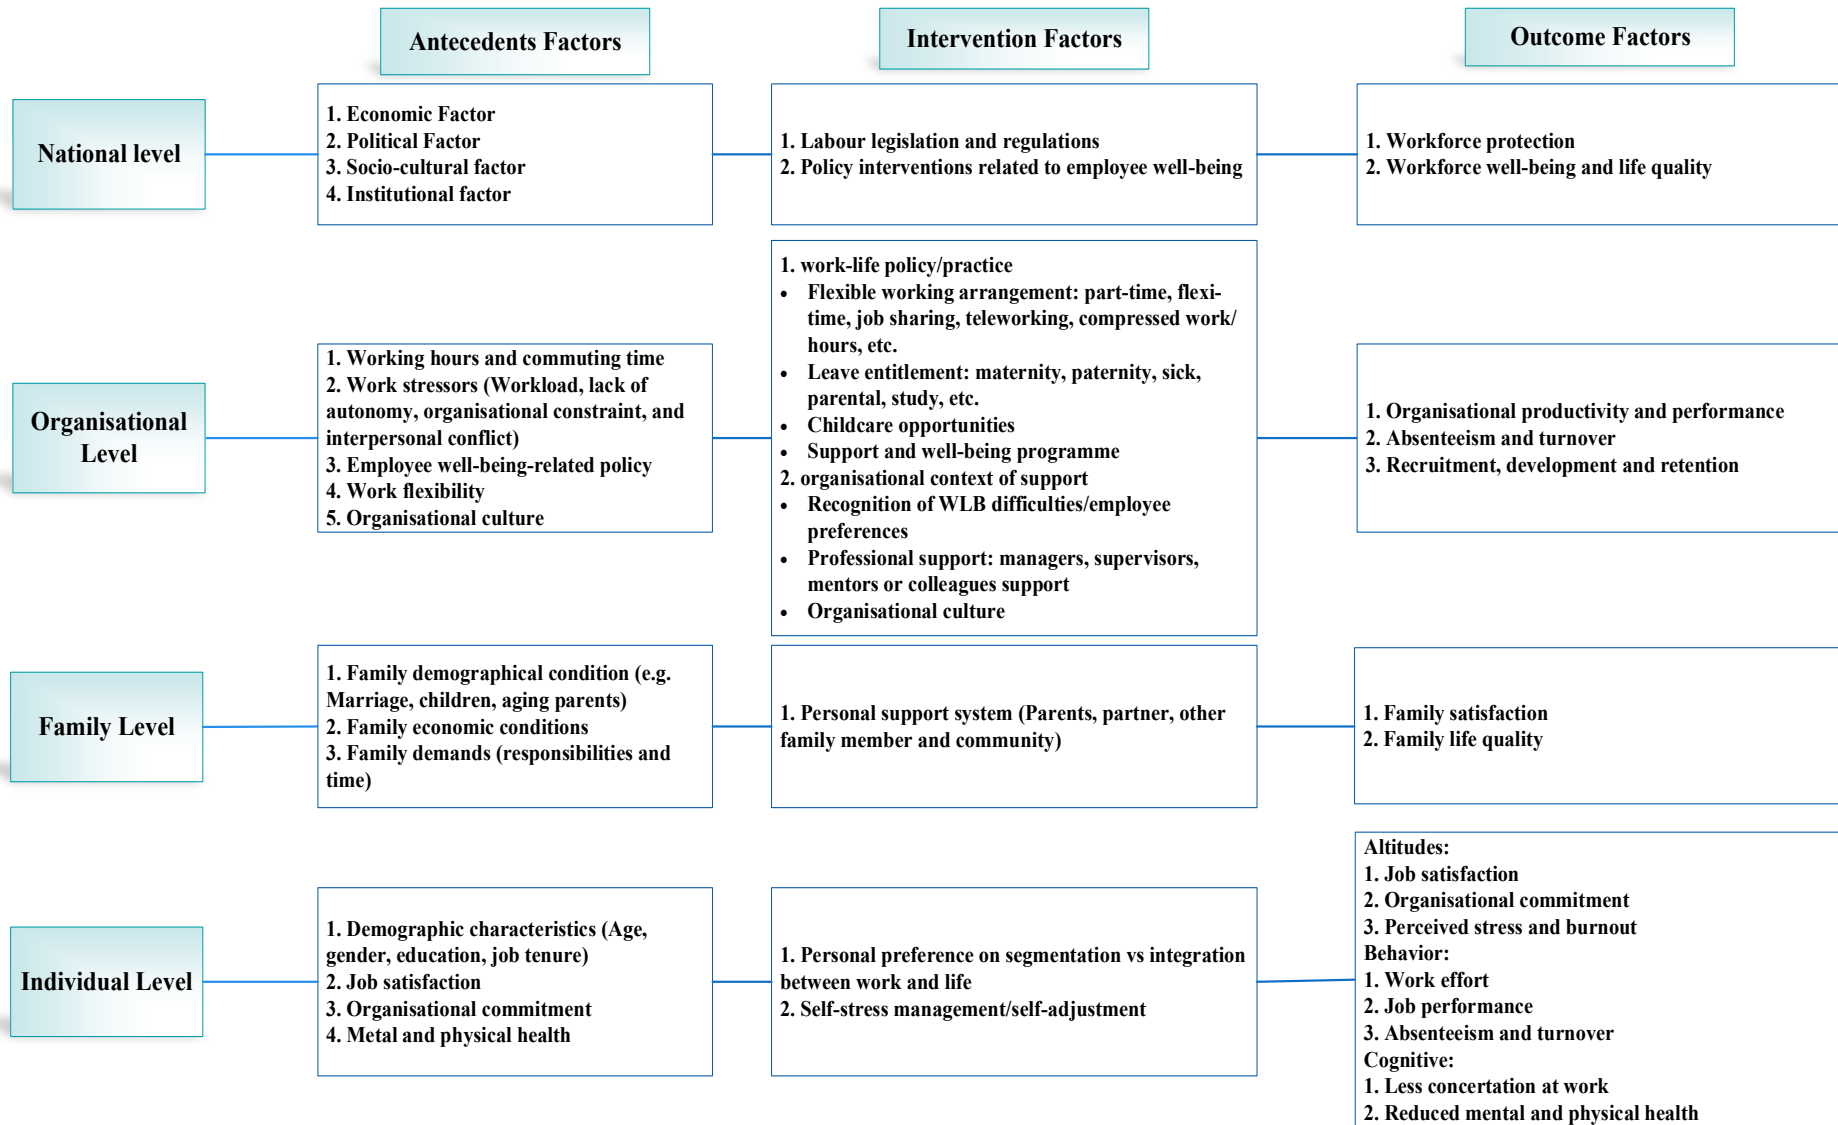 Antecedents Factors
Intervention Factors
Outcome Factors
National level
1. Economic Factor
2. Political Factor
3. Socio-cultural factor
4. Institutional factor
1. Labour legislation and regulations
2. Policy interventions related to employee well-being
1. Workforce protection
2. Workforce well-being and life quality
Organisational
Level
1. Working hours and commuting time
2. Work stressors (Workload, lack of
autonomy, organisational constraint, and
interpersonal conflict)
3. Employee well-being-related policy
4. Work flexibility
5. Organisational culture
1. work-life policy/practice
• Flexible working arrangement: part-time, flexi-
time, job sharing, teleworking, compressed work/
hours, etc.
• Leave entitlement: maternity, paternity, sick,
parental, study, etc.
• Childcare opportunities
• Support and well-being programme
2. organisational context of support
• Recognition of WLB difficulties/employee
preferences
• Professional support: managers, supervisors,
mentors or colleagues support
• Organisational culture
1. Organisational productivity and performance
2. Absenteeism and turnover
3. Recruitment, development and retention
Family Level
1. Family demographical condition (e.g.
Marriage, children, aging parents)
2. Family economic conditions
3. Family demands (responsibilities and
time)
1. Personal support system (Parents, partner, other
family member and community)
1. Family satisfaction
2. Family life quality
Individual Level
1. Demographic characteristics (Age,
gender, education, job tenure)
2. Job satisfaction
3. Organisational commitment
4. Metal and physical health
1. Personal preference on segmentation vs integration
between work and life
2. Self-stress management/self-adjustment
Altitudes:
1. Job satisfaction
2. Organisational commitment
3. Perceived stress and burnout
Behavior:
1. Work effort
2. Job performance
3. Absenteeism and turnover
Cognitive:
1. Less concertation at work
2. Reduced mental and physical health